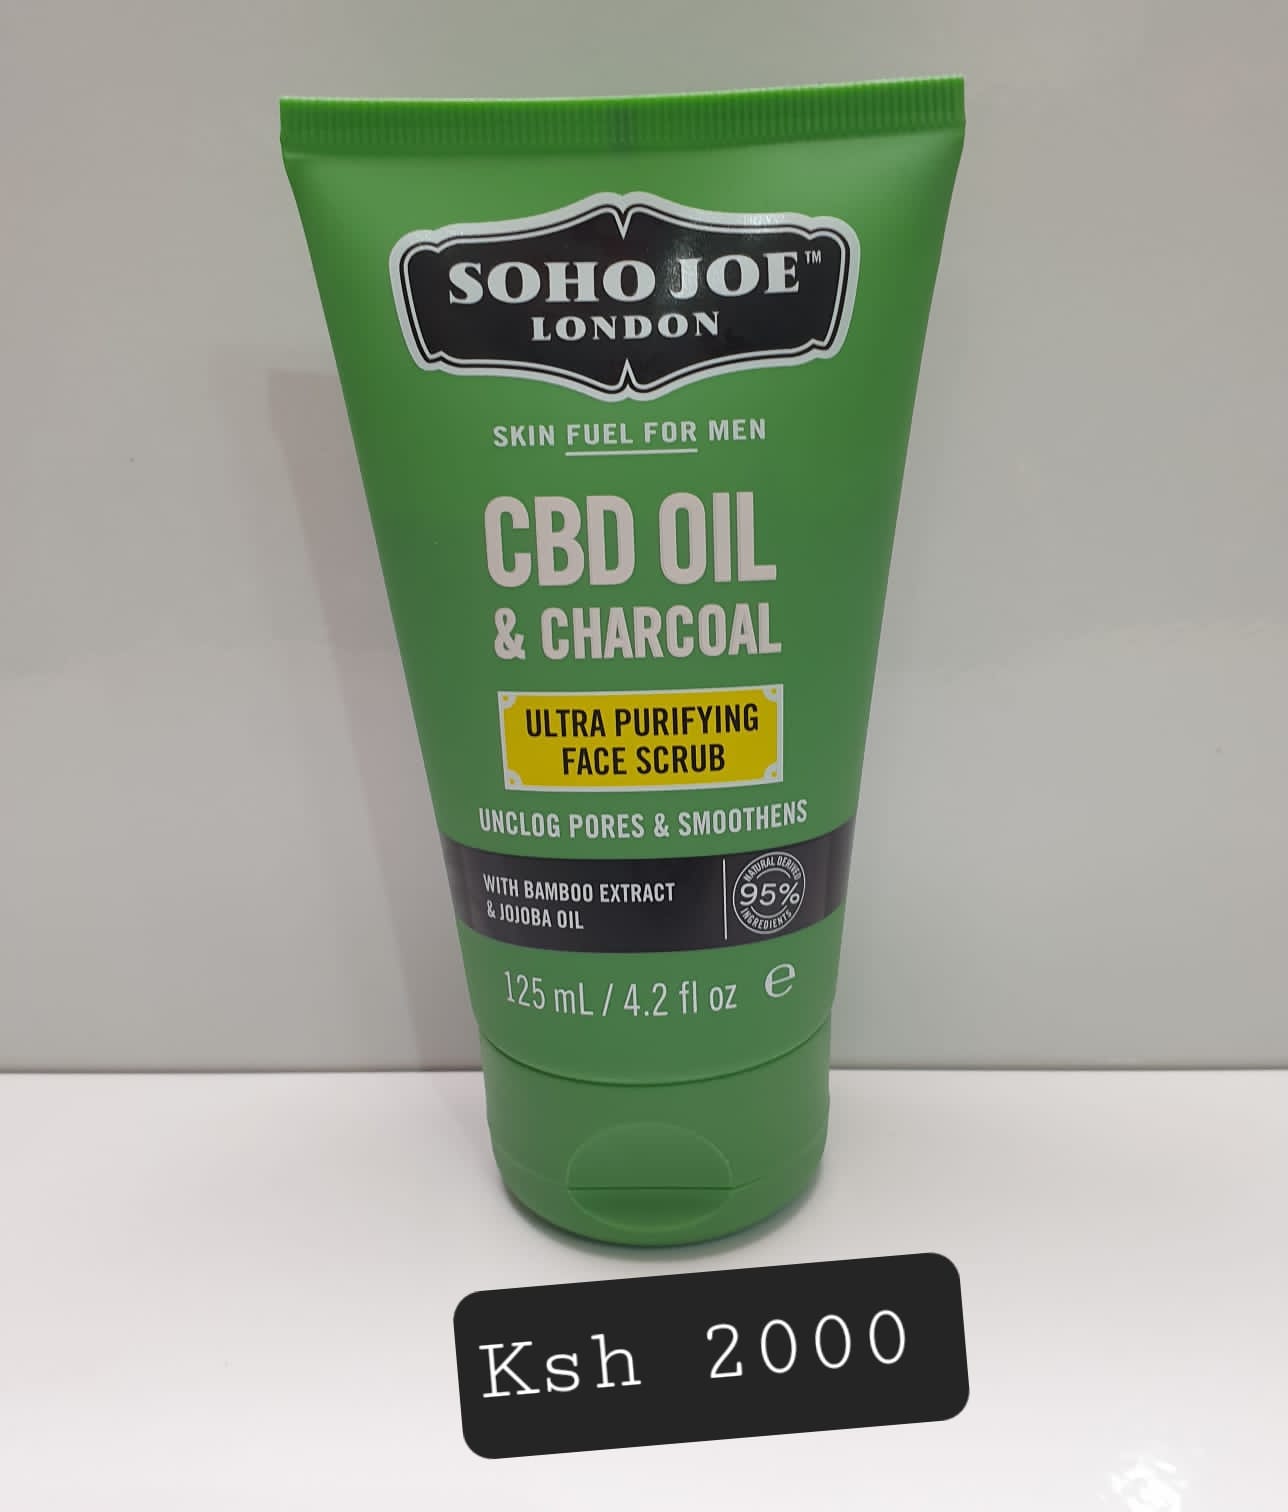 SOHO JOE™
LONDON
SKIN FUEL FOR MEN
CBD OIL
& CHARCOAL
ULTRA PURIFYING
FACE SCRUB
UNCLOG PORES & SMOOTHENS
WITH BAMBOO EXTRACT
& JOJOBA OIL
NATURAL DERIVED
95%
INGREDIENTS
125 mL / 4.2 fl oz ℮
Ksh 2000